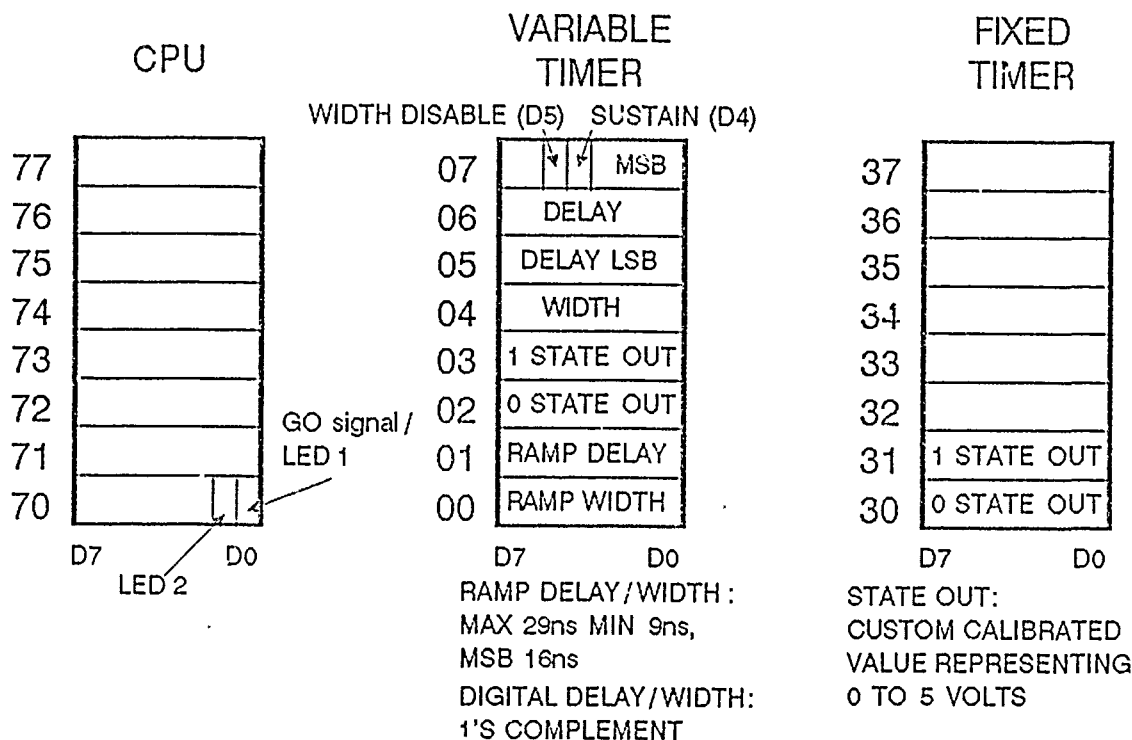 CPU
77
76
75
74
73
72
71
70
D7
D0
LED 2
GO signal/
LED 1
VARIABLE
TIMER
WIDTH DISABLE (D5)
SUSTAIN (D4)
07 MSB
06 DELAY
05 DELAY LSB
04 WIDTH
03 1 STATE OUT
02 0 STATE OUT
01 RAMP DELAY
00 RAMP WIDTH
D7
D0
RAMP DELAY/WIDTH:
MAX 29ns MIN 9ns,
MSB 16ns
DIGITAL DELAY/WIDTH:
1'S COMPLEMENT
FIXED
TIMER
37
36
35
34
33
32
31 1 STATE OUT
30 0 STATE OUT
D7
D0
STATE OUT:
CUSTOM CALIBRATED
VALUE REPRESENTING
0 TO 5 VOLTS